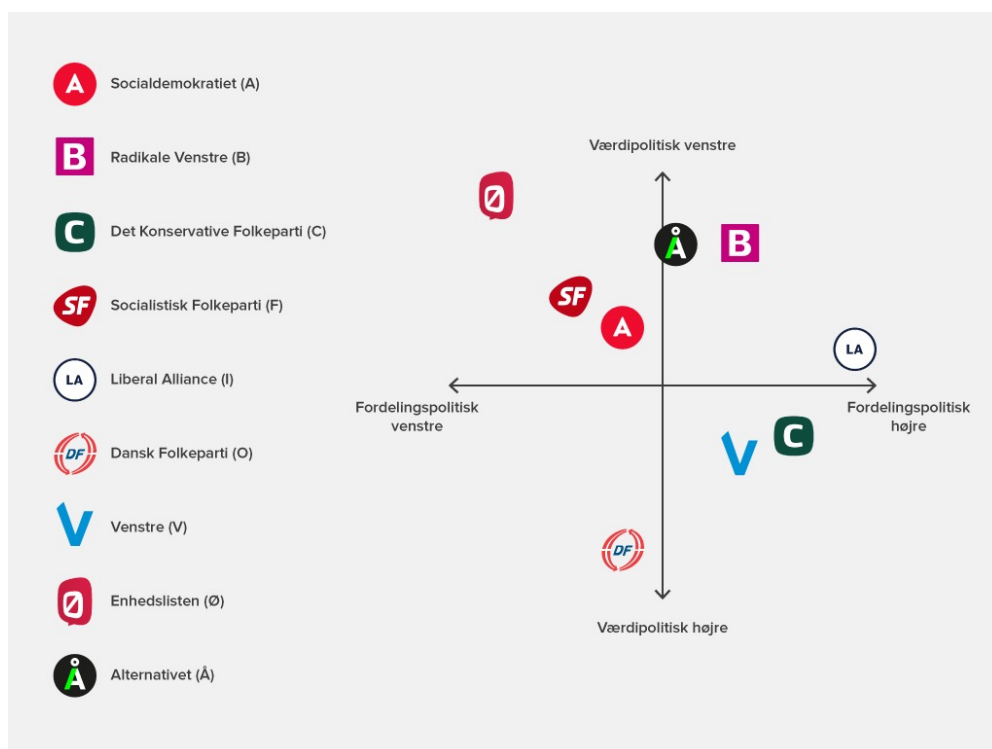 A Socialdemokratiet (A)
B Radikale Venstre (B)
C Det Konservative Folkeparti (C)
SF Socialistisk Folkeparti (F)
LA Liberal Alliance (I)
DF Dansk Folkeparti (O)
V Venstre (V)
Ø Enhedslisten (Ø)
Å Alternativet (Å)
Værdipolitisk venstre
Ø
Å B
SF
A
LA
Fordelingspolitisk
venstre
Fordelingspolitisk
højre
C
V
DF
Værdipolitisk højre